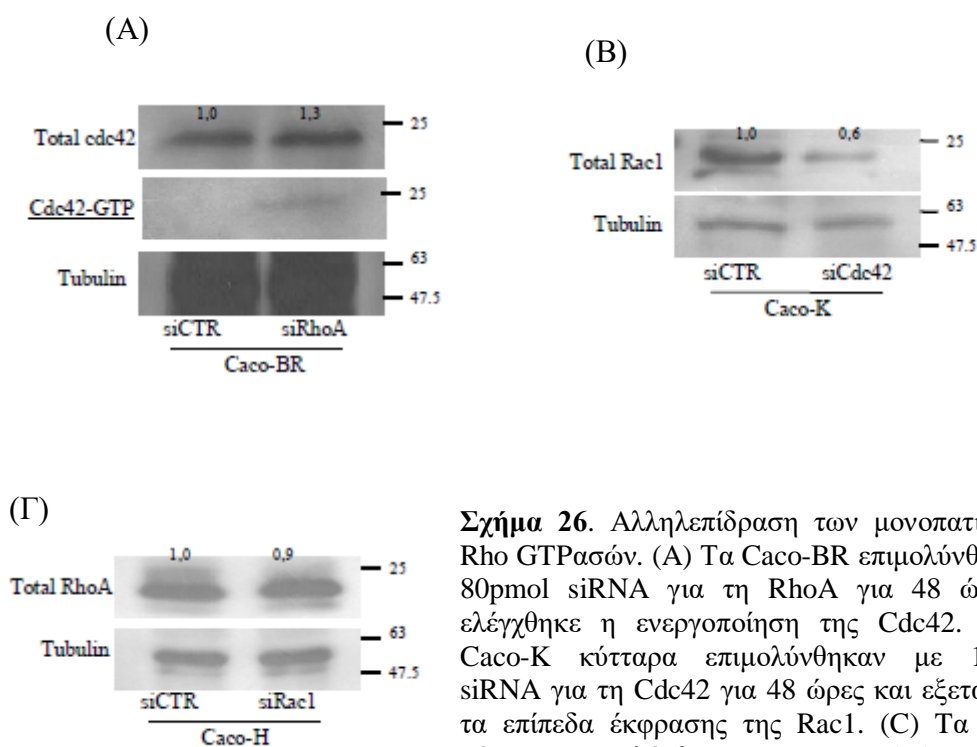 (A)
1,0 1,3
Total cdc42
25
Cdc42-GTP
25
Tubulin
63
47.5
siCTR siRhoA
Caco-BR
(B)
1,0 0,6
Total Rac1
25
Tubulin
63
47.5
siCTR siCdc42
Caco-K
(Γ)
1,0 0,9
Total RhoA
25
Tubulin
63
47.5
siCTR siRac1
Caco-H
Σχήμα 26. Αλληλεπίδραση των
Rho GTPασών. (A) Τα Caco-BR
80pmol siRNA για τη RhoA για 48
ελέγχθηκε η ενεργοποίηση της Cdc42.
Caco-K κύτταρα επιμολύνθηκαν με
siRNA για τη Cdc42 για 48 ώρες και
τα επίπεδα έκφρασης της Rac1. (C) Τα